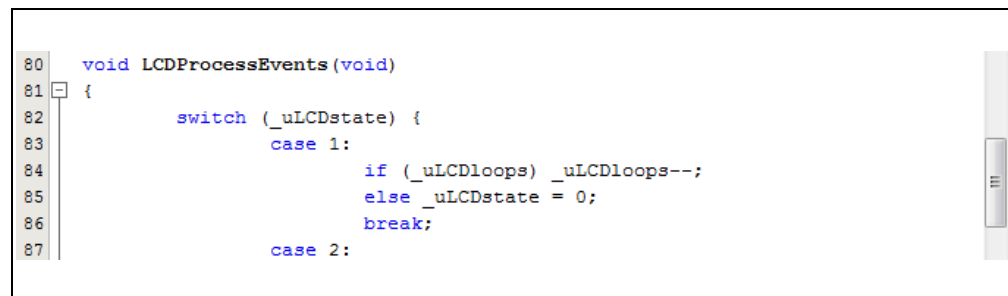 80 void LCDProcessEvents(void)
81 {
82 switch (_uLCDstate) {
83 case 1:
84 if (_uLCDloops) _uLCDloops--;
85 else _uLCDstate = 0;
86 break;
87 case 2: